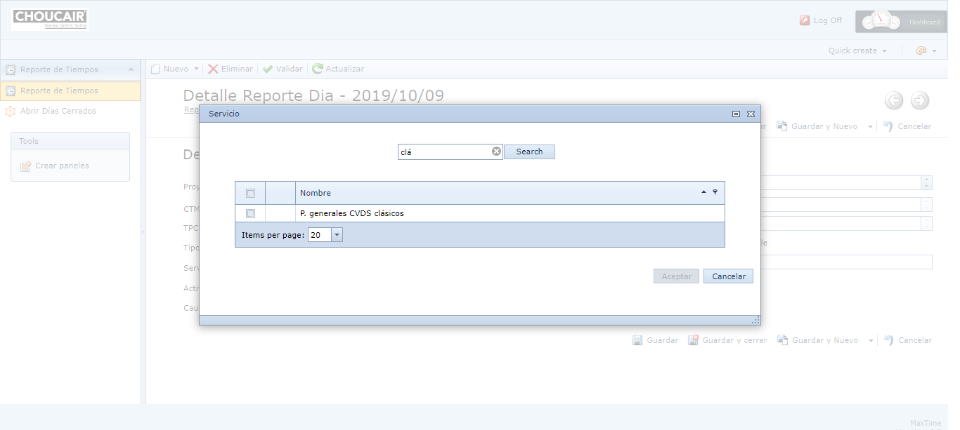 CHOUCAIR
Log Off
Dashboard
Quick create
Reporte de Tiempos
Nuevo
Eliminar
Validar
Actualizar
Reporte de Tiempos
Abrir Días Cerrados
Tools
Crear paneles
Detalle Reporte Dia - 2019/10/09
Guardar y Nuevo
Cancelar
Servicio
clá
Search
Nombre
P. generales CVDS clásicos
Items per page: 20
Aceptar
Cancelar
De
CTM
TPC
Tipo
Serv
Cau
Guardar
Guardar y cerrar
Guardar y Nuevo
Cancelar
MaxTime